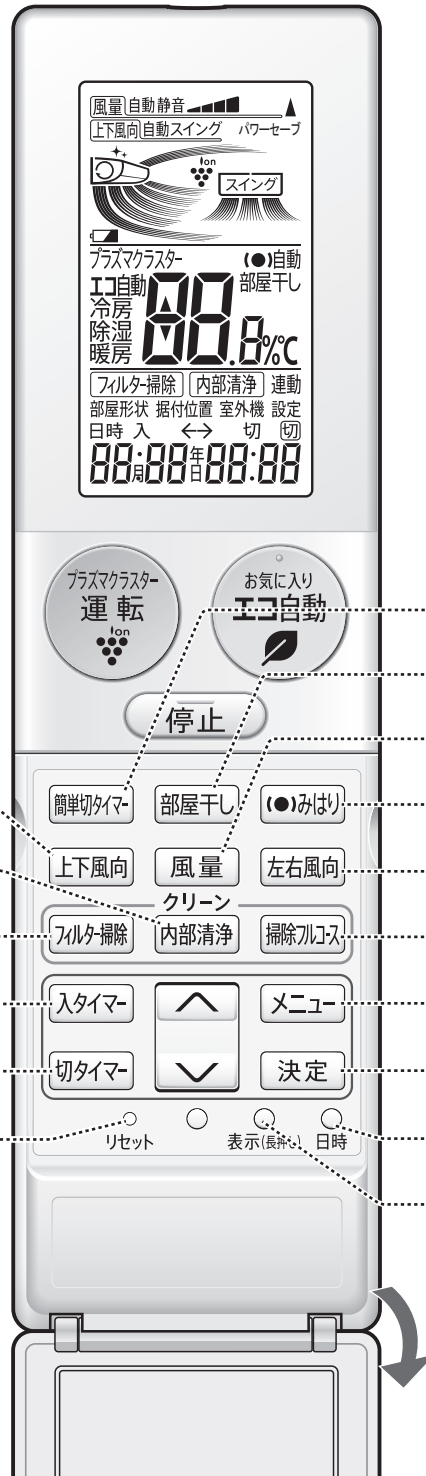 風量 自動 静音
上下風向 自動 スイング パワーセーブ
ion
スイング
プラズマクラスター (●)自動
エコ自動 部屋干し
冷房
除湿
暖房
88.8%℃
フィルター掃除 内部清浄 連動
部屋形状 据付位置 室外機 設定
日時 入 ←→ 切 切
88:88年88:88
月 日
プラズマクラスター
運転
ion
お気に入り
エコ自動
停止
簡単切タイマー 部屋干し (●)みはり
上下風向 風量 左右風向
クリーン
フィルター掃除 内部清浄 掃除フルコース
入タイマー メニュー
切タイマー 決定
リセット 表示(長押し) 日時